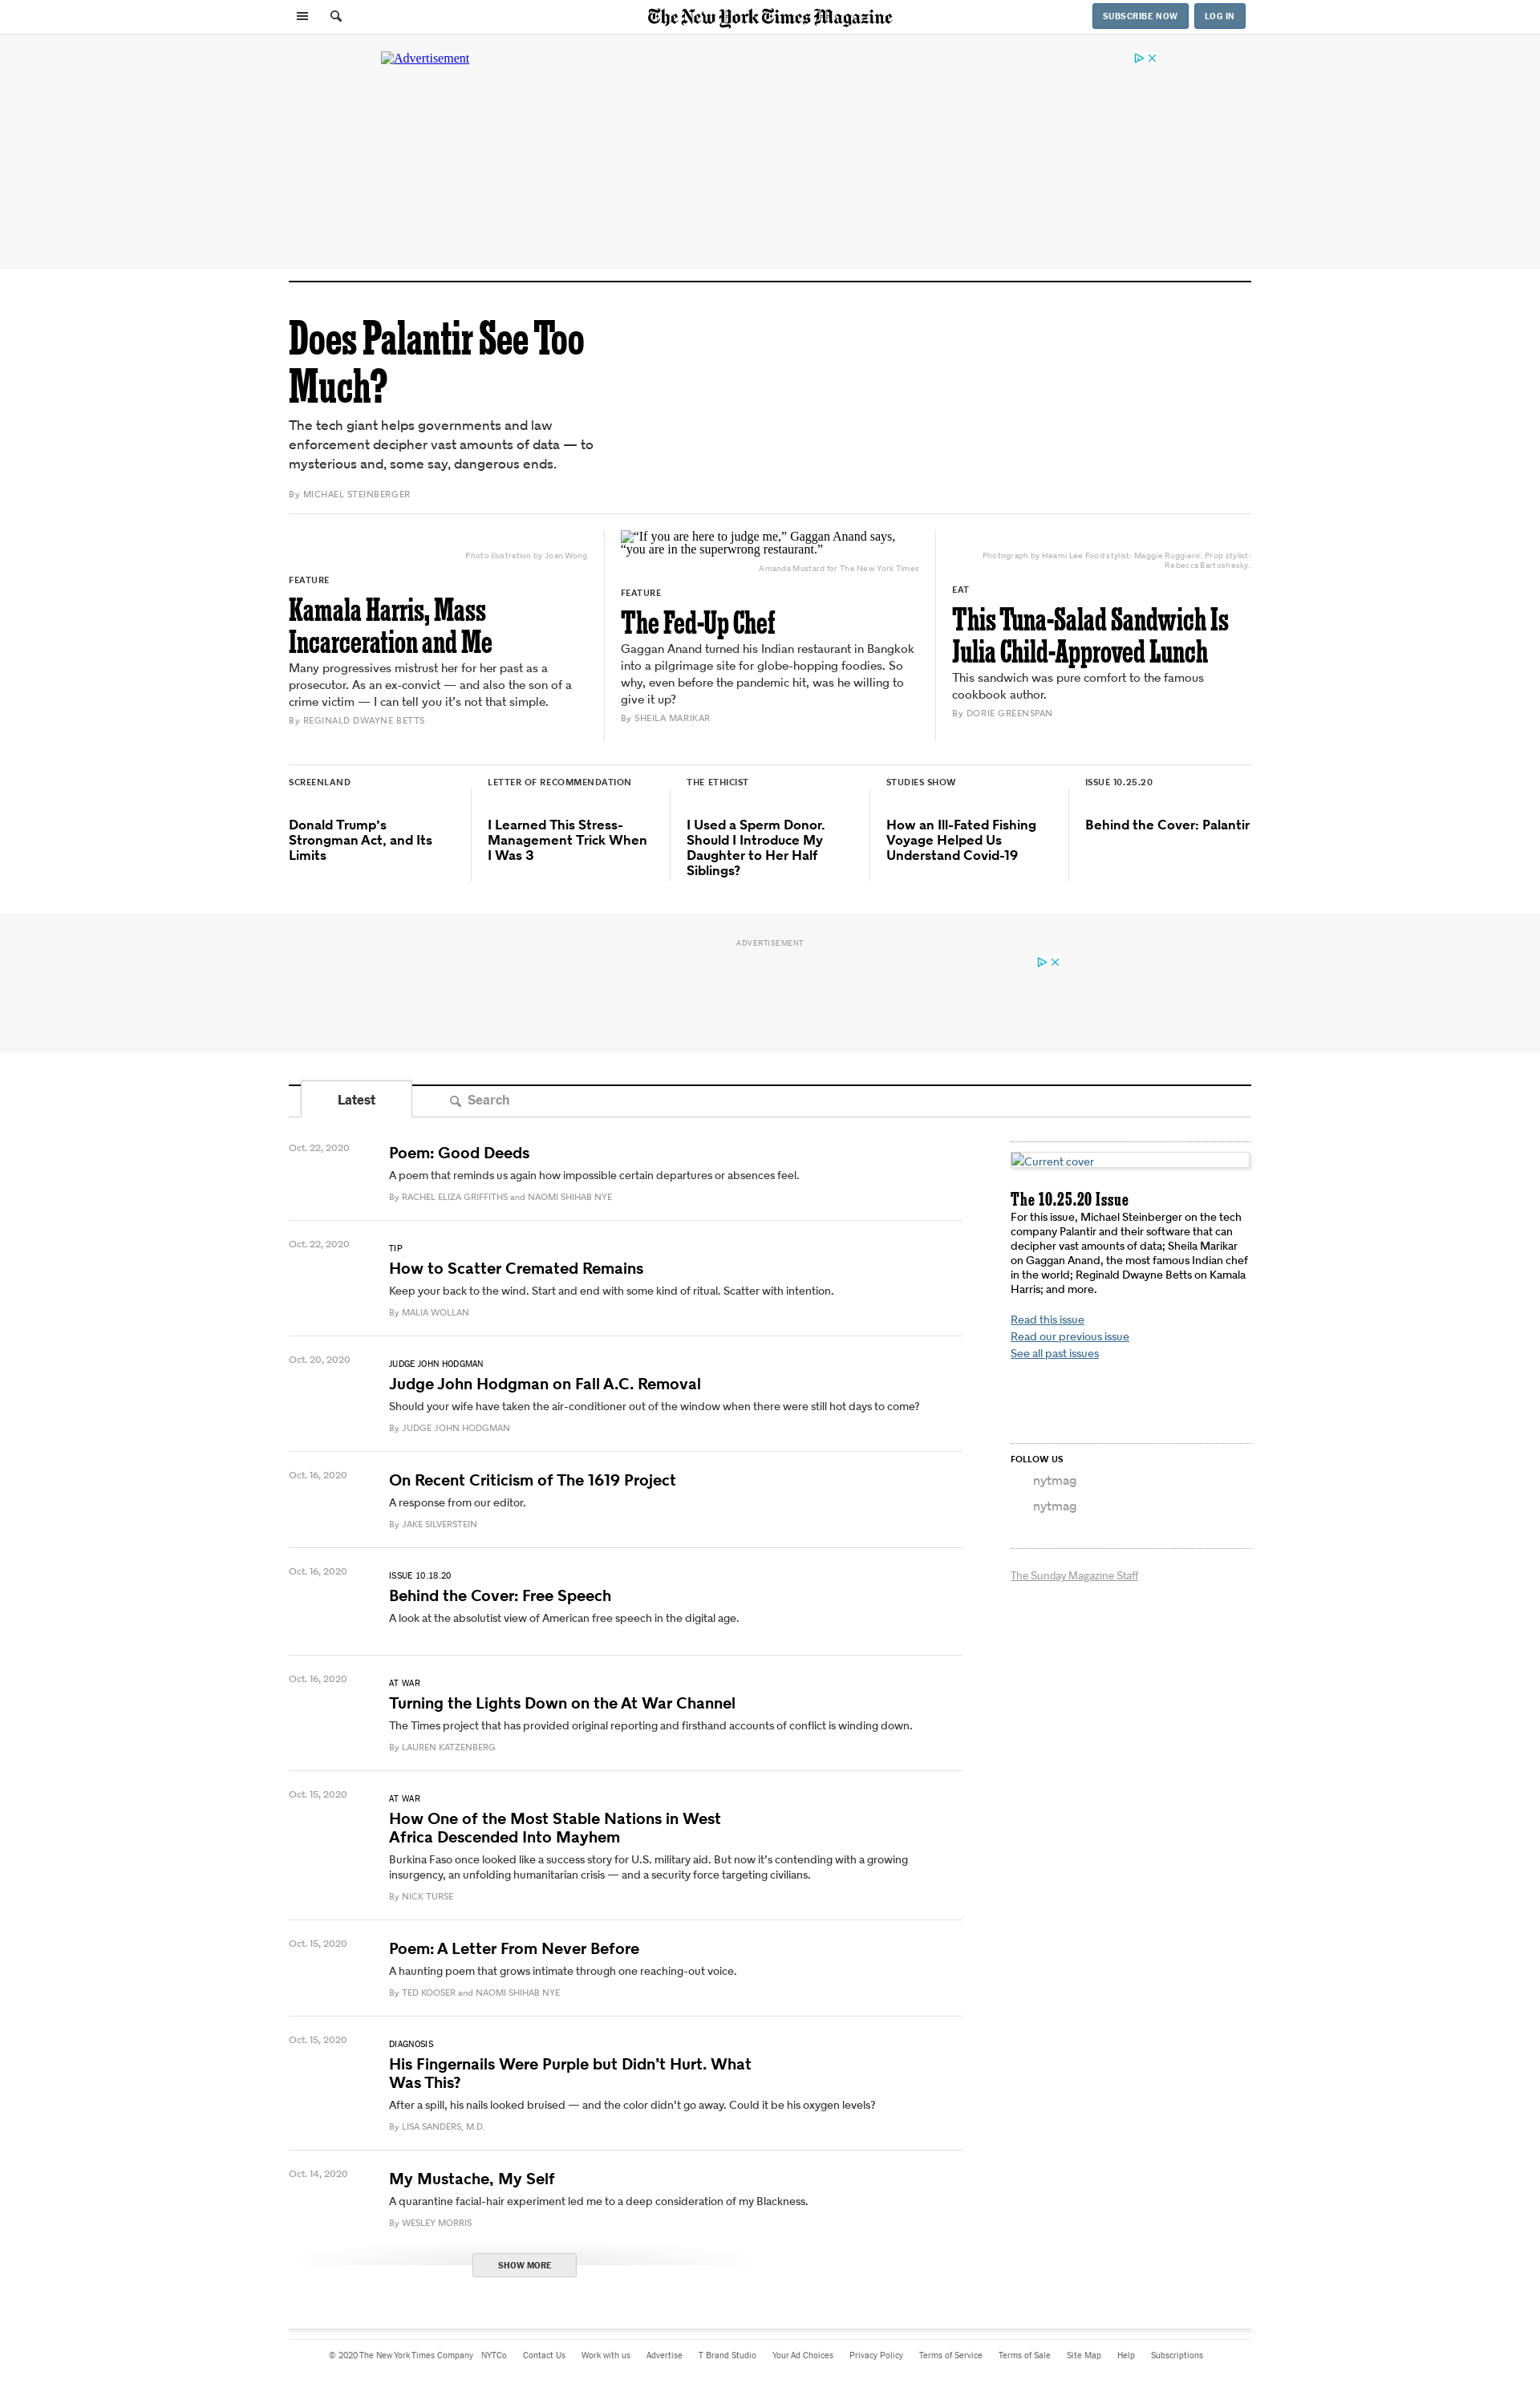 The New York Times Magazine
SUBSCRIBE NOW
LOG IN
Advertisement
Does Palantir See Too
Much?
The tech giant helps governments and law
enforcement decipher vast amounts of data — to
mysterious and, some say, dangerous ends.
By MICHAEL STEINBERGER
Photo illustration by Joan Wong
FEATURE
Kamala Harris, Mass
Incarceration and Me
Many progressives mistrust her for her past as a
prosecutor. As an ex-convict — and also the son of a
crime victim — I can tell you it’s not that simple.
By REGINALD DWAYNE BETTS
“If you are here to judge me,” Gaggan Anand says,
“you are in the superwrong restaurant.”
Amanda Mustard for The New York Times
FEATURE
The Fed-Up Chef
Gaggan Anand turned his Indian restaurant in Bangkok
into a pilgrimage site for globe-hopping foodies. So
why, even before the pandemic hit, was he willing to
give it up?
By SHEILA MARIKAR
Photograph by Heami Lee Food stylist: Maggie Ruggiero. Prop stylist:
Rebecca Bartoshesky.
EAT
This Tuna-Salad Sandwich Is
Julia Child-Approved Lunch
This sandwich was pure comfort to the famous
cookbook author.
By DORIE GREENSPAN
SCREENLAND
Donald Trump’s
Strongman Act, and Its
Limits
LETTER OF RECOMMENDATION
I Learned This Stress-
Management Trick When
I Was 3
THE ETHICIST
I Used a Sperm Donor.
Should I Introduce My
Daughter to Her Half
Siblings?
STUDIES SHOW
How an Ill-Fated Fishing
Voyage Helped Us
Understand Covid-19
ISSUE 10.25.20
Behind the Cover: Palantir
ADVERTISEMENT
Latest
Search
Oct. 22, 2020
Poem: Good Deeds
A poem that reminds us again how impossible certain departures or absences feel.
By RACHEL ELIZA GRIFFITHS and NAOMI SHIHAB NYE
Oct. 22, 2020
TIP
How to Scatter Cremated Remains
Keep your back to the wind. Start and end with some kind of ritual. Scatter with intention.
By MALIA WOLLAN
Oct. 20, 2020
JUDGE JOHN HODGMAN
Judge John Hodgman on Fall A.C. Removal
Should your wife have taken the air-conditioner out of the window when there were still hot days to come?
By JUDGE JOHN HODGMAN
Oct. 16, 2020
On Recent Criticism of The 1619 Project
A response from our editor.
By JAKE SILVERSTEIN
Oct. 16, 2020
ISSUE 10.18.20
Behind the Cover: Free Speech
A look at the absolutist view of American free speech in the digital age.
Oct. 16, 2020
AT WAR
Turning the Lights Down on the At War Channel
The Times project that has provided original reporting and firsthand accounts of conflict is winding down.
By LAUREN KATZENBERG
Oct. 15, 2020
AT WAR
How One of the Most Stable Nations in West
Africa Descended Into Mayhem
Burkina Faso once looked like a success story for U.S. military aid. But now it’s contending with a growing
insurgency, an unfolding humanitarian crisis — and a security force targeting civilians.
By NICK TURSE
Oct. 15, 2020
Poem: A Letter From Never Before
A haunting poem that grows intimate through one reaching-out voice.
By TED KOOSER and NAOMI SHIHAB NYE
Oct. 15, 2020
DIAGNOSIS
His Fingernails Were Purple but Didn't Hurt. What
Was This?
After a spill, his nails looked bruised — and the color didn’t go away. Could it be his oxygen levels?
By LISA SANDERS, M.D.
Oct. 14, 2020
My Mustache, My Self
A quarantine facial-hair experiment led me to a deep consideration of my Blackness.
By WESLEY MORRIS
SHOW MORE
Current cover
The 10.25.20 Issue
For this issue, Michael Steinberger on the tech
company Palantir and their software that can
decipher vast amounts of data; Sheila Marikar
on Gaggan Anand, the most famous Indian chef
in the world; Reginald Dwayne Betts on Kamala
Harris; and more.
Read this issue
Read our previous issue
See all past issues
FOLLOW US
nytmag
nytmag
The Sunday Magazine Staff
© 2020 The New York Times Company NYTCo Contact Us Work with us Advertise T Brand Studio Your Ad Choices Privacy Policy Terms of Service Terms of Sale Site Map Help Subscriptions